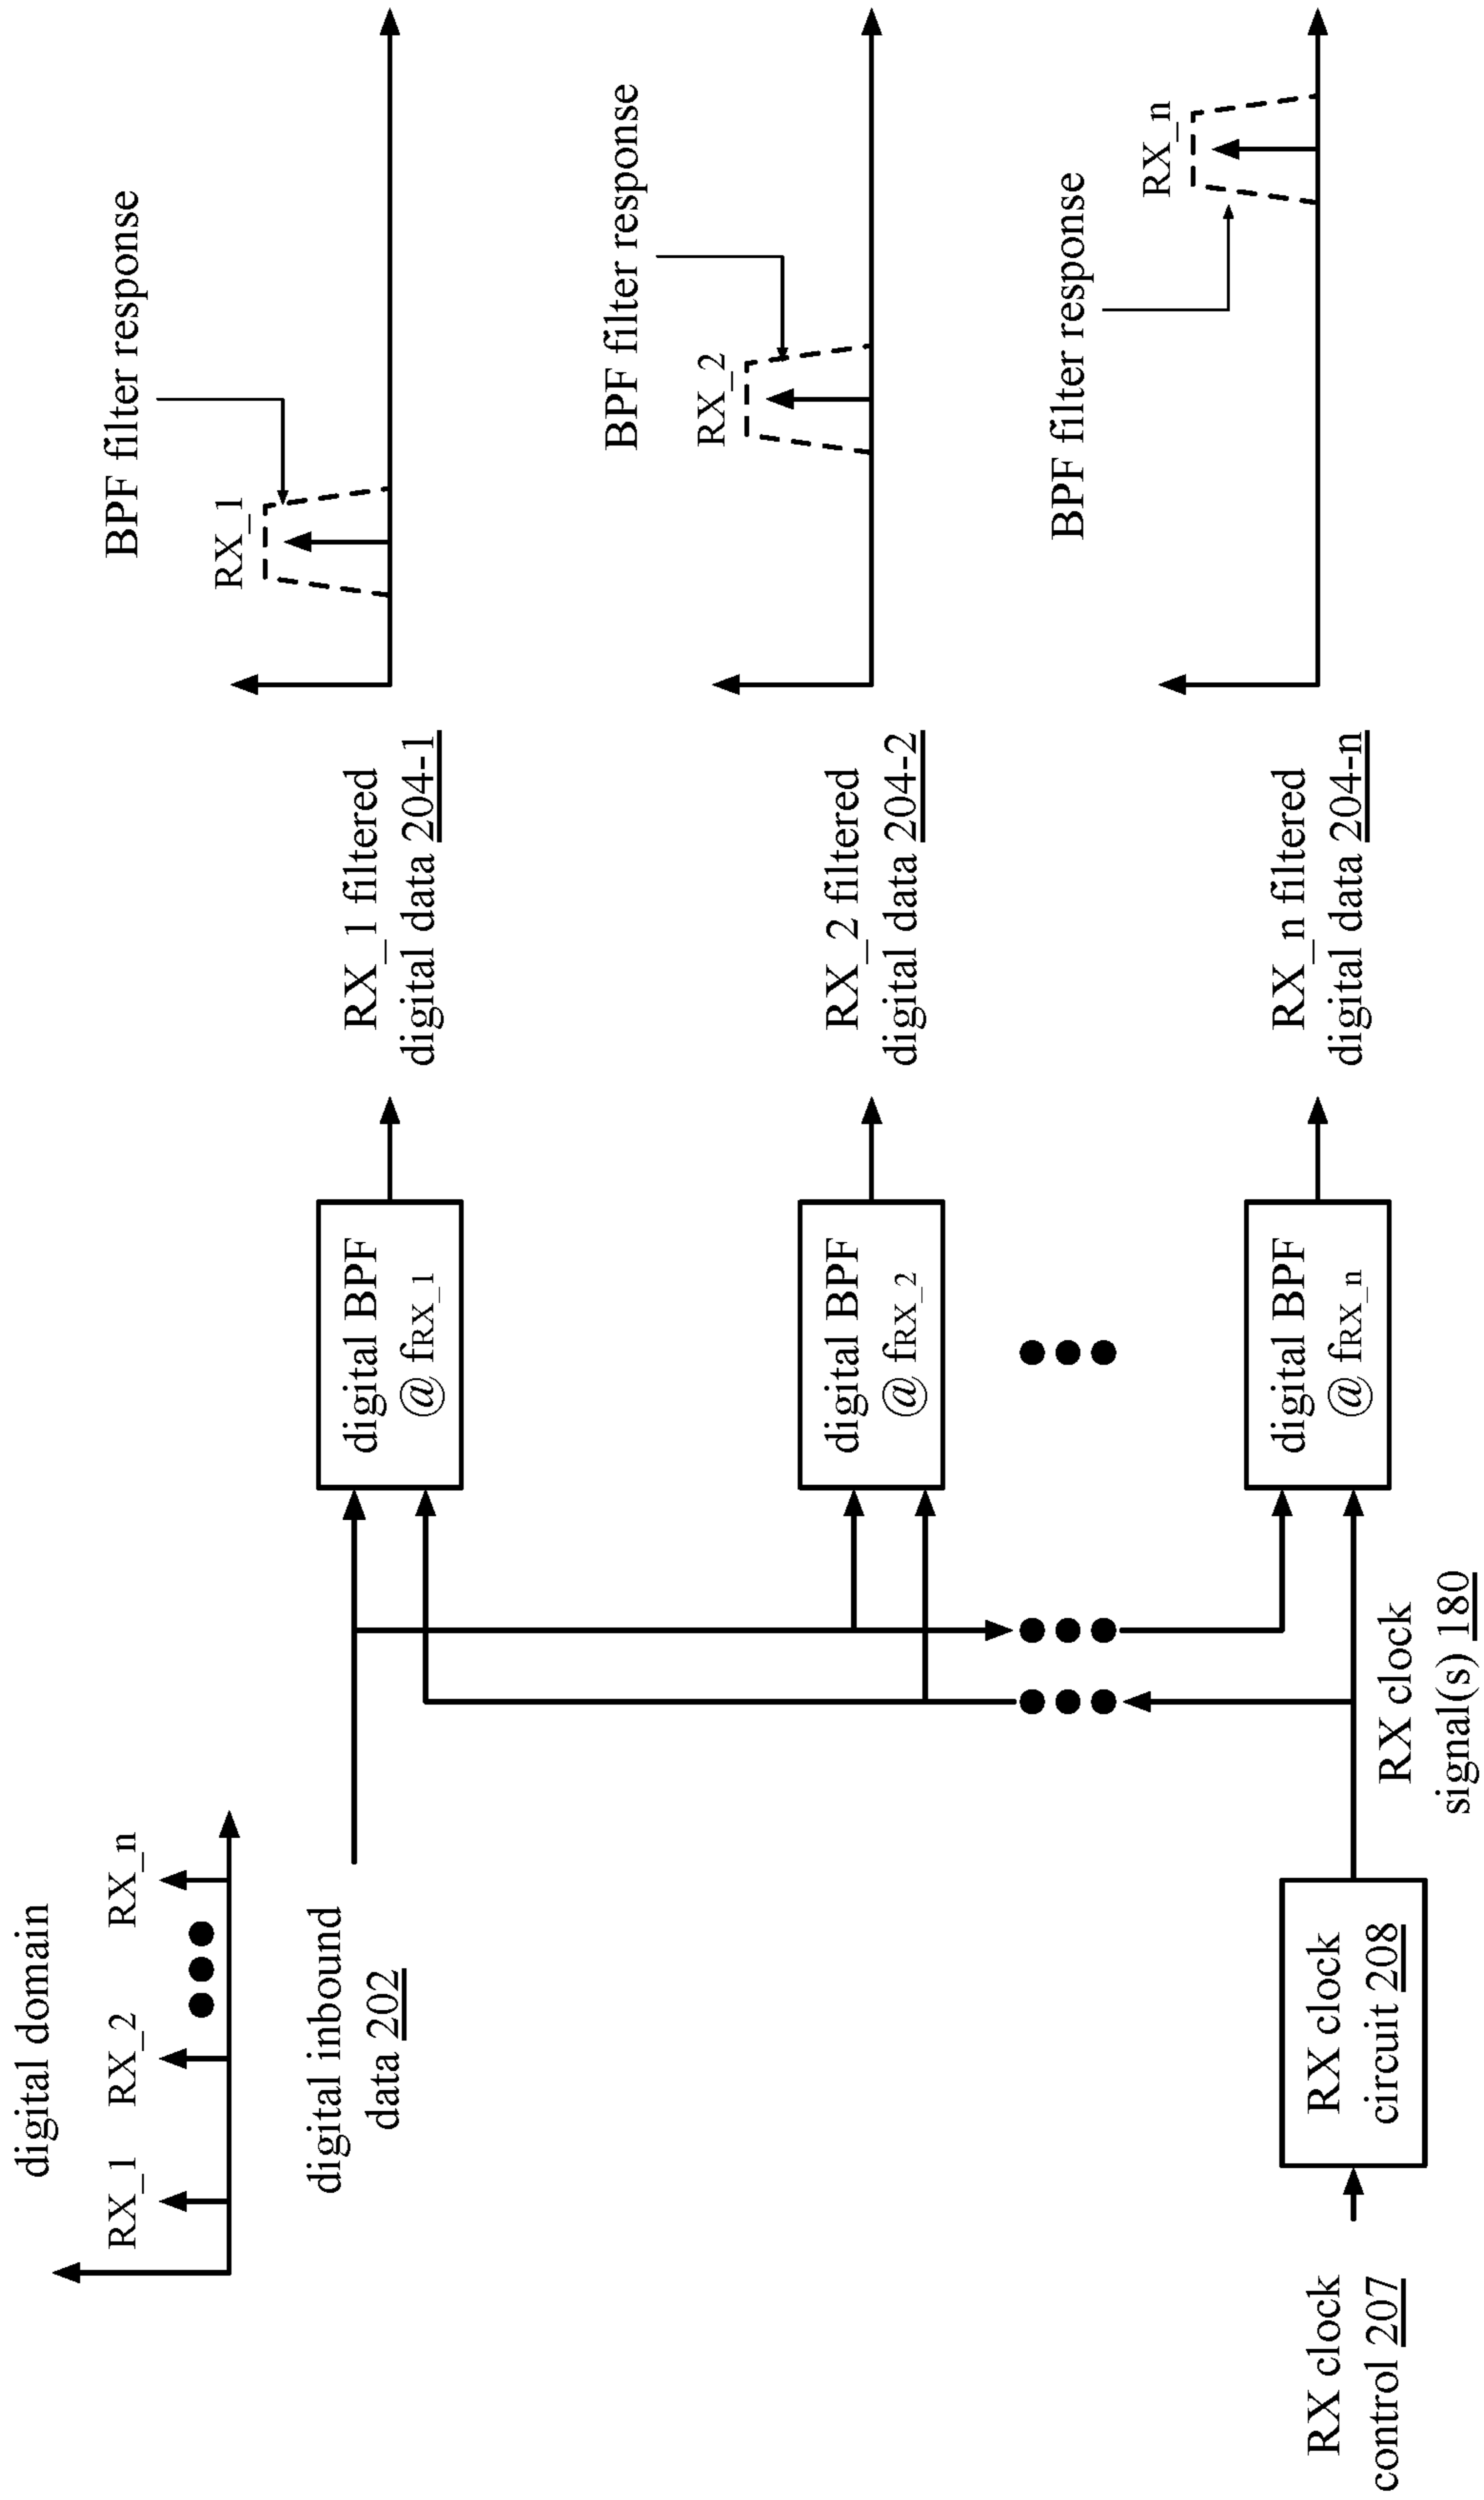 digital domain
RX_1
RX_2
RX_n
digital inbound
data 202
RX clock
control 207
RX clock
circuit 208
RX clock
signal(s) 180
digital BPF
@ fRX_1
RX_1 filtered
digital data 204-1
BPF filter response
RX_1
digital BPF
@ fRX_2
RX_2 filtered
digital data 204-2
BPF filter response
RX_2
digital BPF
@ fRX_n
RX_n filtered
digital data 204-n
BPF filter response
RX_n